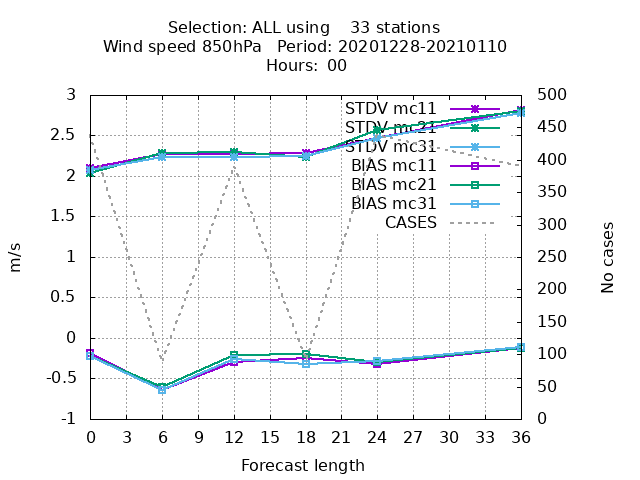 Selection: ALL using 33 stations
Wind speed 850hPa Period: 20201228-20210110
Hours: 00
3
2.5
2
1.5
1
0.5
0
-0.5
-1
m/s
STDV mc11
STDV mc21
STDV mc31
BIAS mc11
BIAS mc21
BIAS mc31
CASES
500
450
400
350
300
250
200
150
100
50
0
No cases
0 3 6 9 12 15 18 21 24 27 30 33 36
Forecast length